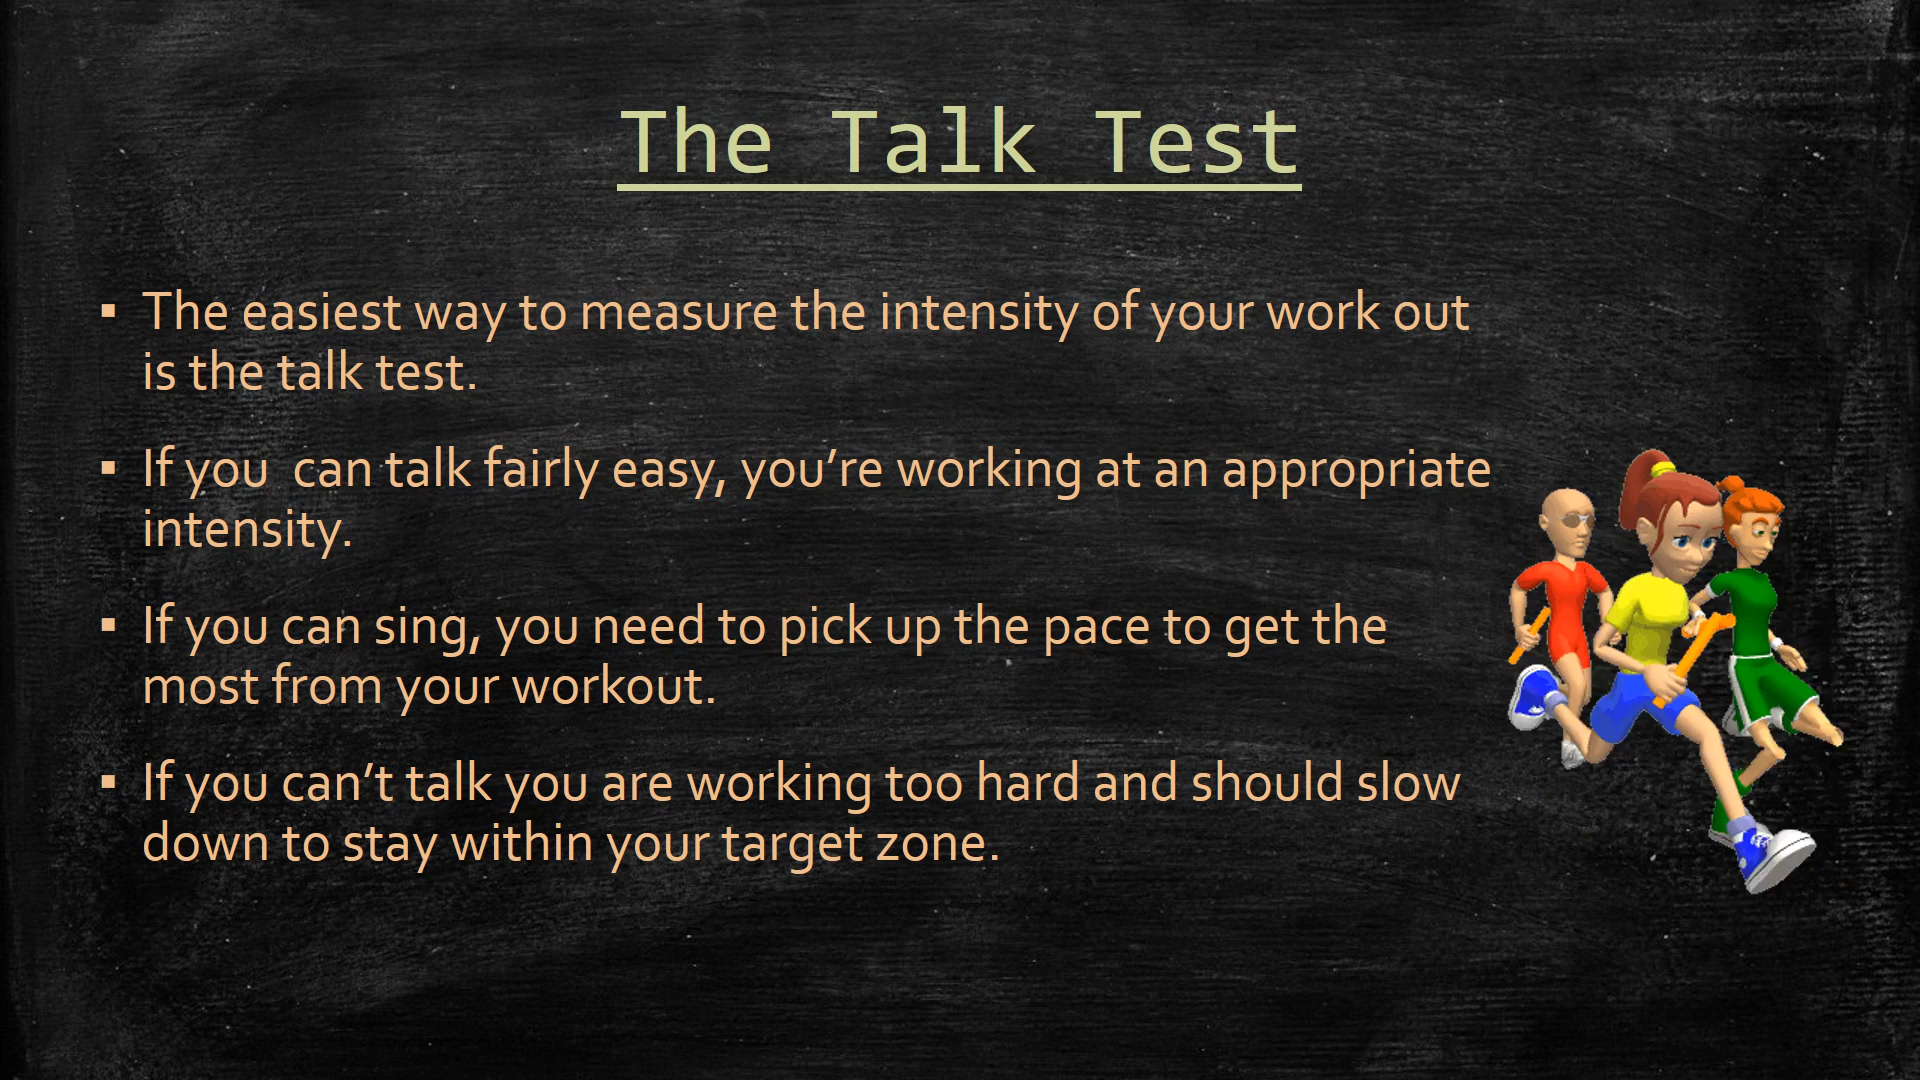 The Talk Test
▪ The easiest way to measure the intensity of your work out
is the talk test.
▪ If you  can talk fairly easy, you’re working at an appropriate
intensity.
▪ If you can sing, you need to pick up the pace to get the
most from your workout.
▪ If you can’t talk you are working too hard and should slow
down to stay within your target zone.